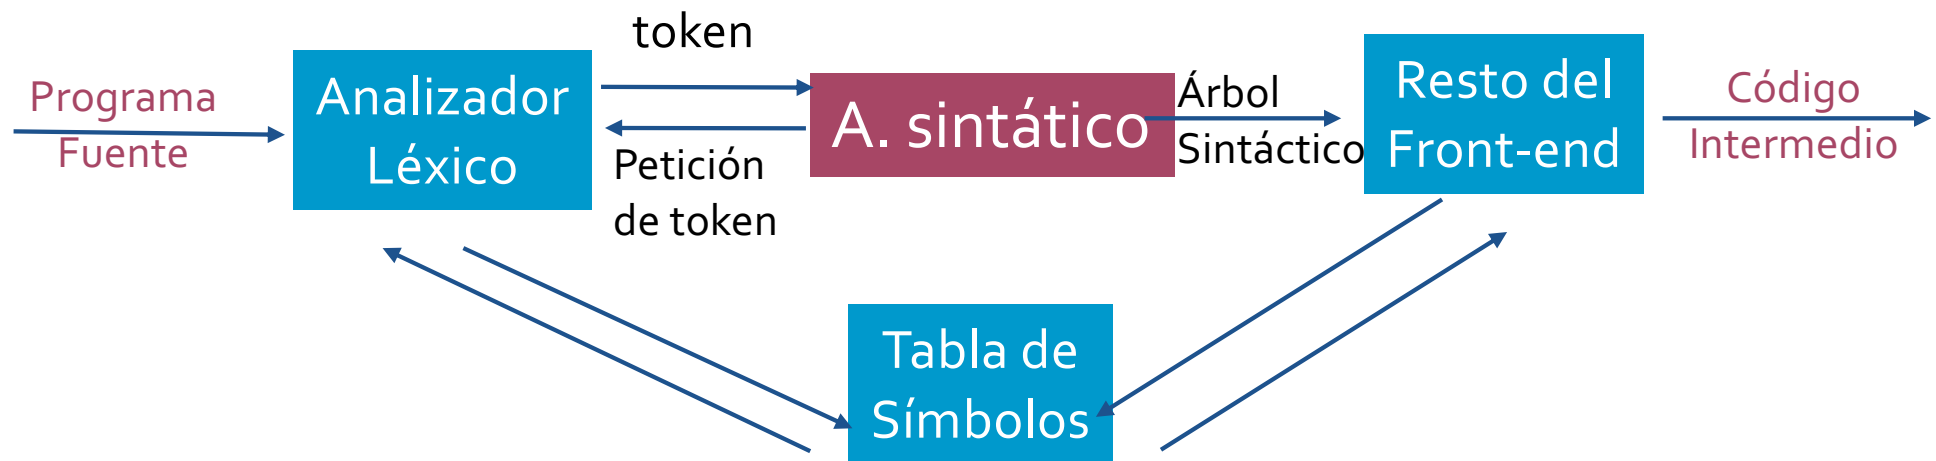 Programa
Fuente
Analizador
Léxico
token
Petición
de token
A. sintático
Árbol
Sintáctico
Resto del
Front-end
Código
Intermedio
Tabla de
Símbolos